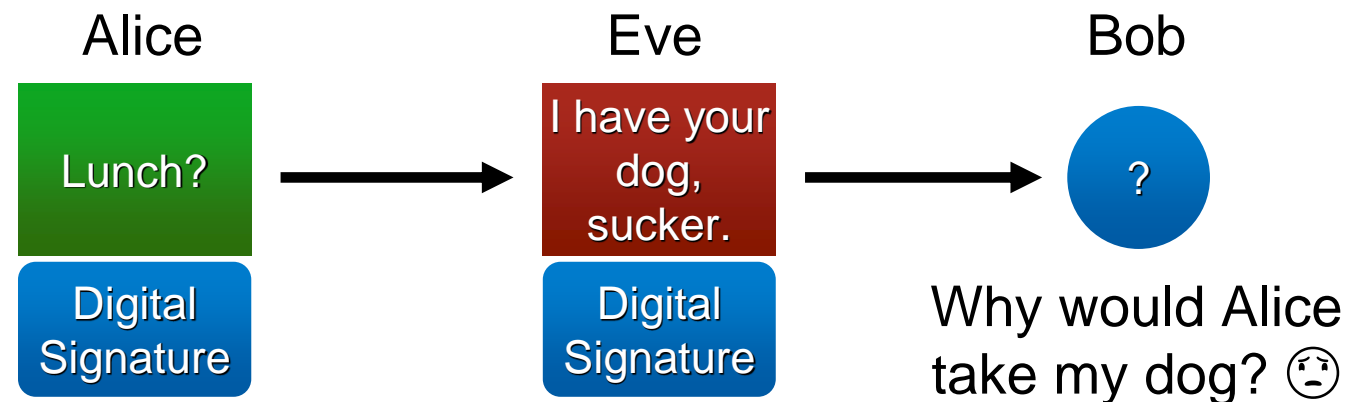 Alice
Eve
Bob
Lunch?
I have your
dog,
sucker.
?
Digital
Signature
Digital
Signature
Why would Alice
take my dog? 😟